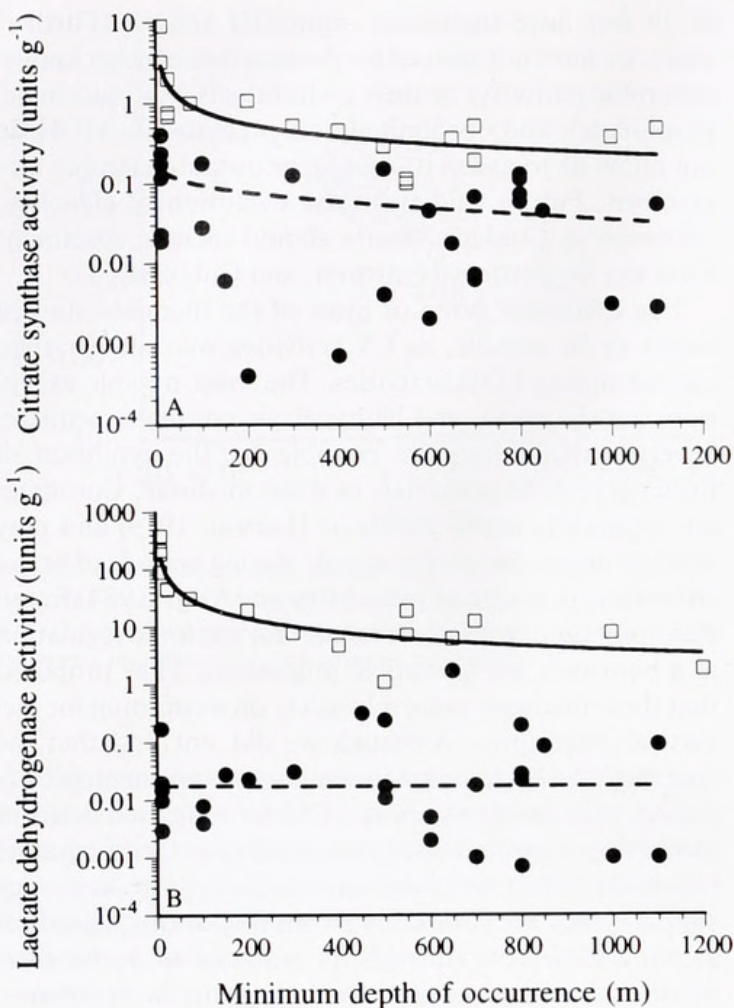 10
1
0.1
0.01
0.001
10⁻⁴
A
0 200 400 600 800 1000 1200
Citrate synthase activity (units g⁻¹)
1000
100
10
1
0.1
0.01
0.001
10⁻⁴
B
0 200 400 600 800 1000 1200
Lactate dehydrogenase activity ((units g⁻¹)
Minimum depth of occurrence (m)